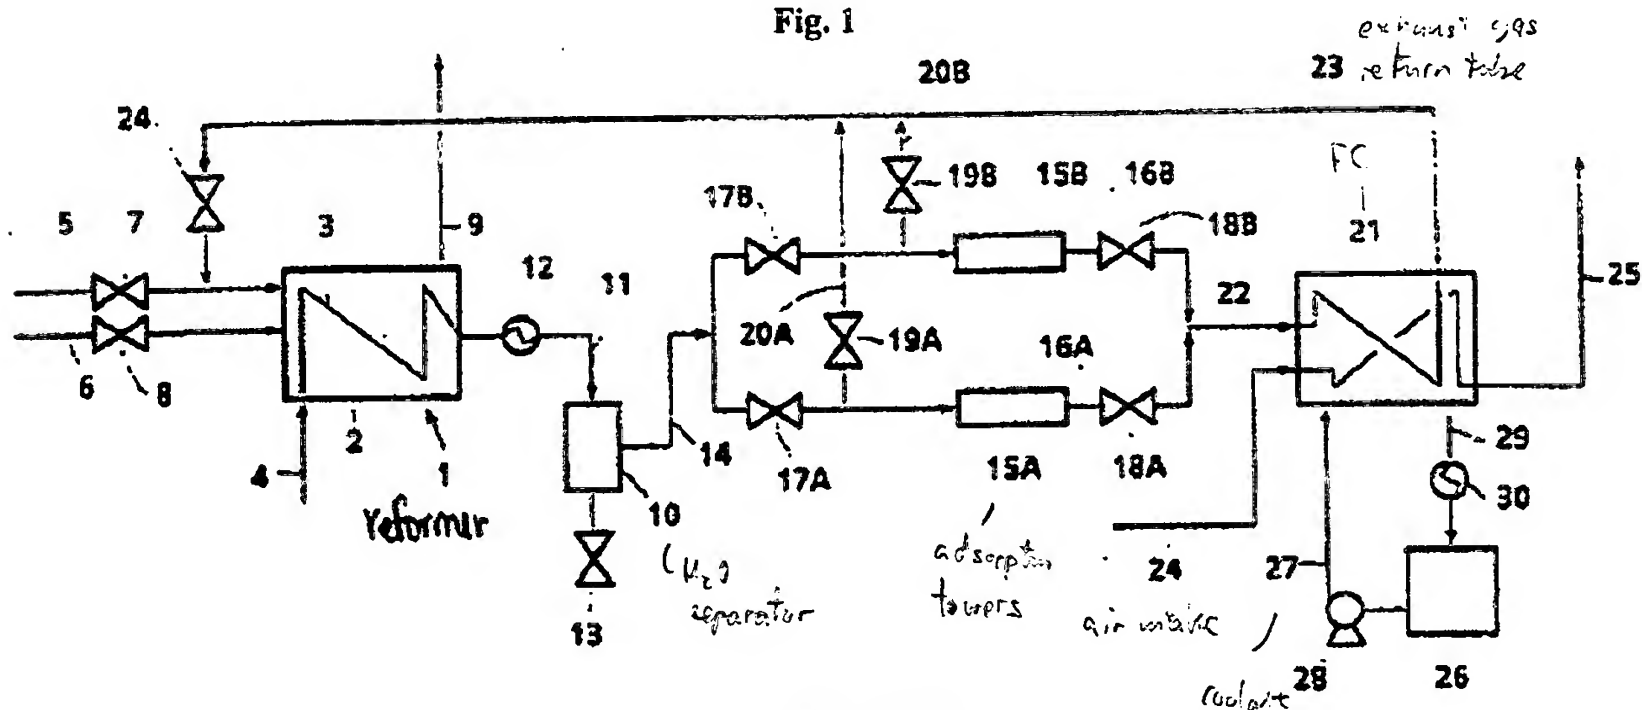 Fig. 1
exhaust gas
23 return tube
20B
24
FC
5 7 3 9
17B 19B 15B 16B
18B 21
12 11
25
22
20A 19A 16A
6 8
2
4 1
14 17A 15A 18A
29
reformer
10
30
(H2O
separator
adsorption
towers
24
air intake
27
13
28 26
coolant